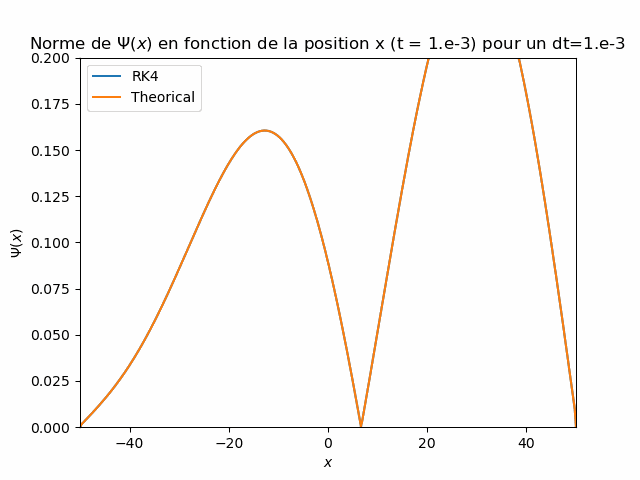 Norme de Ψ(x) en fonction de la position x (t = 1.e-3) pour un dt=1.e-3
0.200
0.175
0.150
0.125
0.100
0.075
0.050
0.025
0.000
Ψ(x)
RK4
Theorical
−40
−20
0
20
40
x